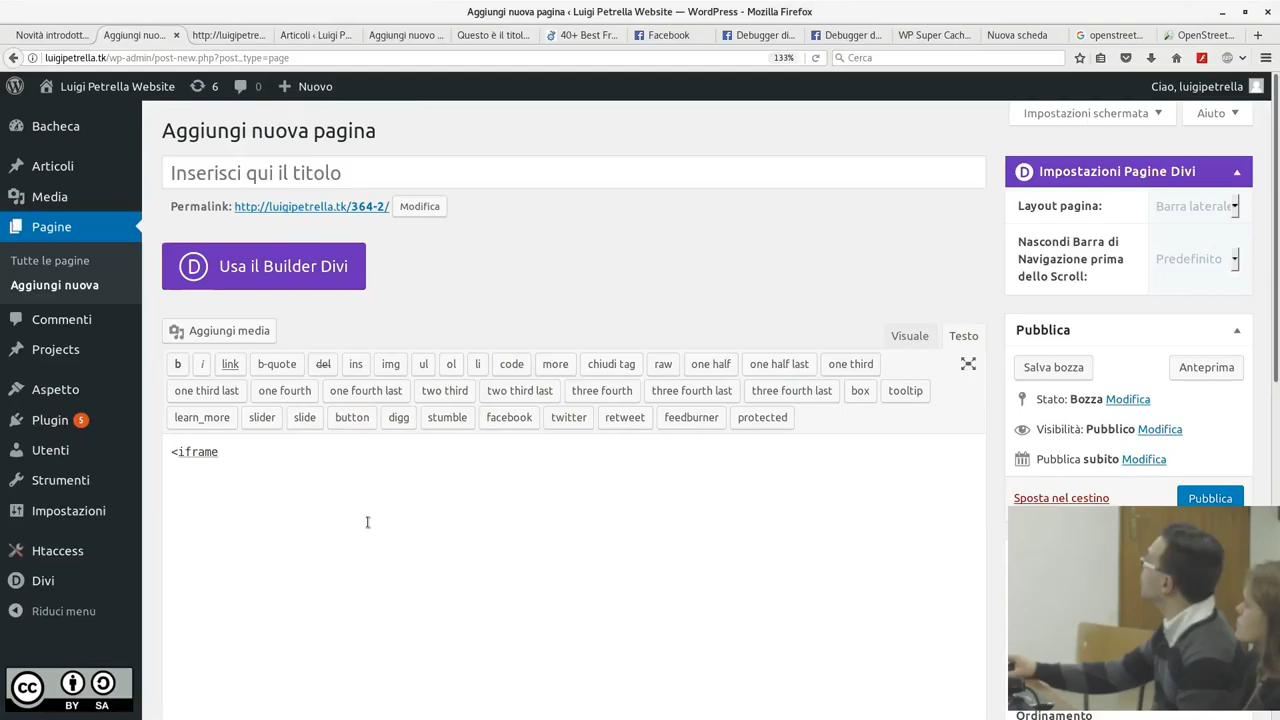 Aggiungi nuova pagina ‹ Luigi Petrella Website — WordPress - Mozilla Firefox
Novità introdott...
Aggiungi nuo...
http://luigipetre...
Articoli ‹ Luigi P...
Aggiungi nuovo ...
Questo è il titol...
40+ Best Fr...
Facebook
Debugger di...
Debugger d...
WP Super Cach...
Nuova scheda
openstreet...
OpenStreet...
luigipetrella.tk/wp-admin/post-new.php?post_type=page
133%
Cerca
Luigi Petrella Website
6
0
Nuovo
Ciao, luigipetrella
Impostazioni schermata
Aiuto
Bacheca
Articoli
Media
Pagine
Tutte le pagine
Aggiungi nuova
Commenti
Projects
Aspetto
Plugin 5
Utenti
Strumenti
Impostazioni
Htaccess
Divi
Riduci menu
Aggiungi nuova pagina
Inserisci qui il titolo
Permalink: http://luigipetrella.tk/364-2/ Modifica
D Usa il Builder Divi
Aggiungi media
Visuale Testo
b i link b-quote del ins img ul ol li code more chiudi tag raw one half one half last one third
one third last one fourth one fourth last two third two third last three fourth three fourth last three fourth last box tooltip
learn_more slider slide button digg stumble facebook twitter retweet feedburner protected
<iframe
D Impostazioni Pagine Divi
Layout pagina: Barra laterale
Nascondi Barra di
Navigazione prima
dello Scroll:
Predefinito
Pubblica
Salva bozza Anteprima
Stato: Bozza Modifica
Visibilità: Pubblico Modifica
Pubblica subito Modifica
Sposta nel cestino Pubblica
Ordinamento
cc
BY SA